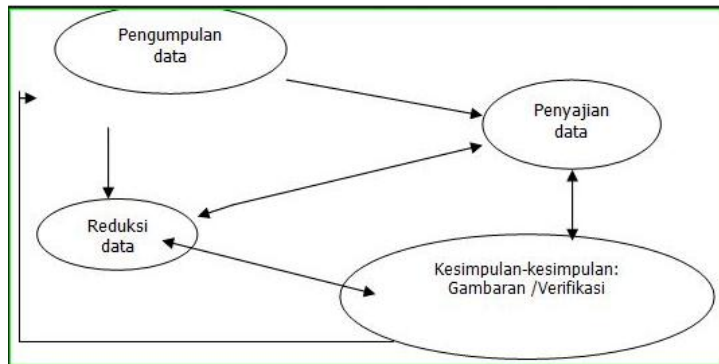 Pengumpulan
data
Penyajian
data
Reduksi
data
Kesimpulan-kesimpulan:
Gambaran /Verifikasi